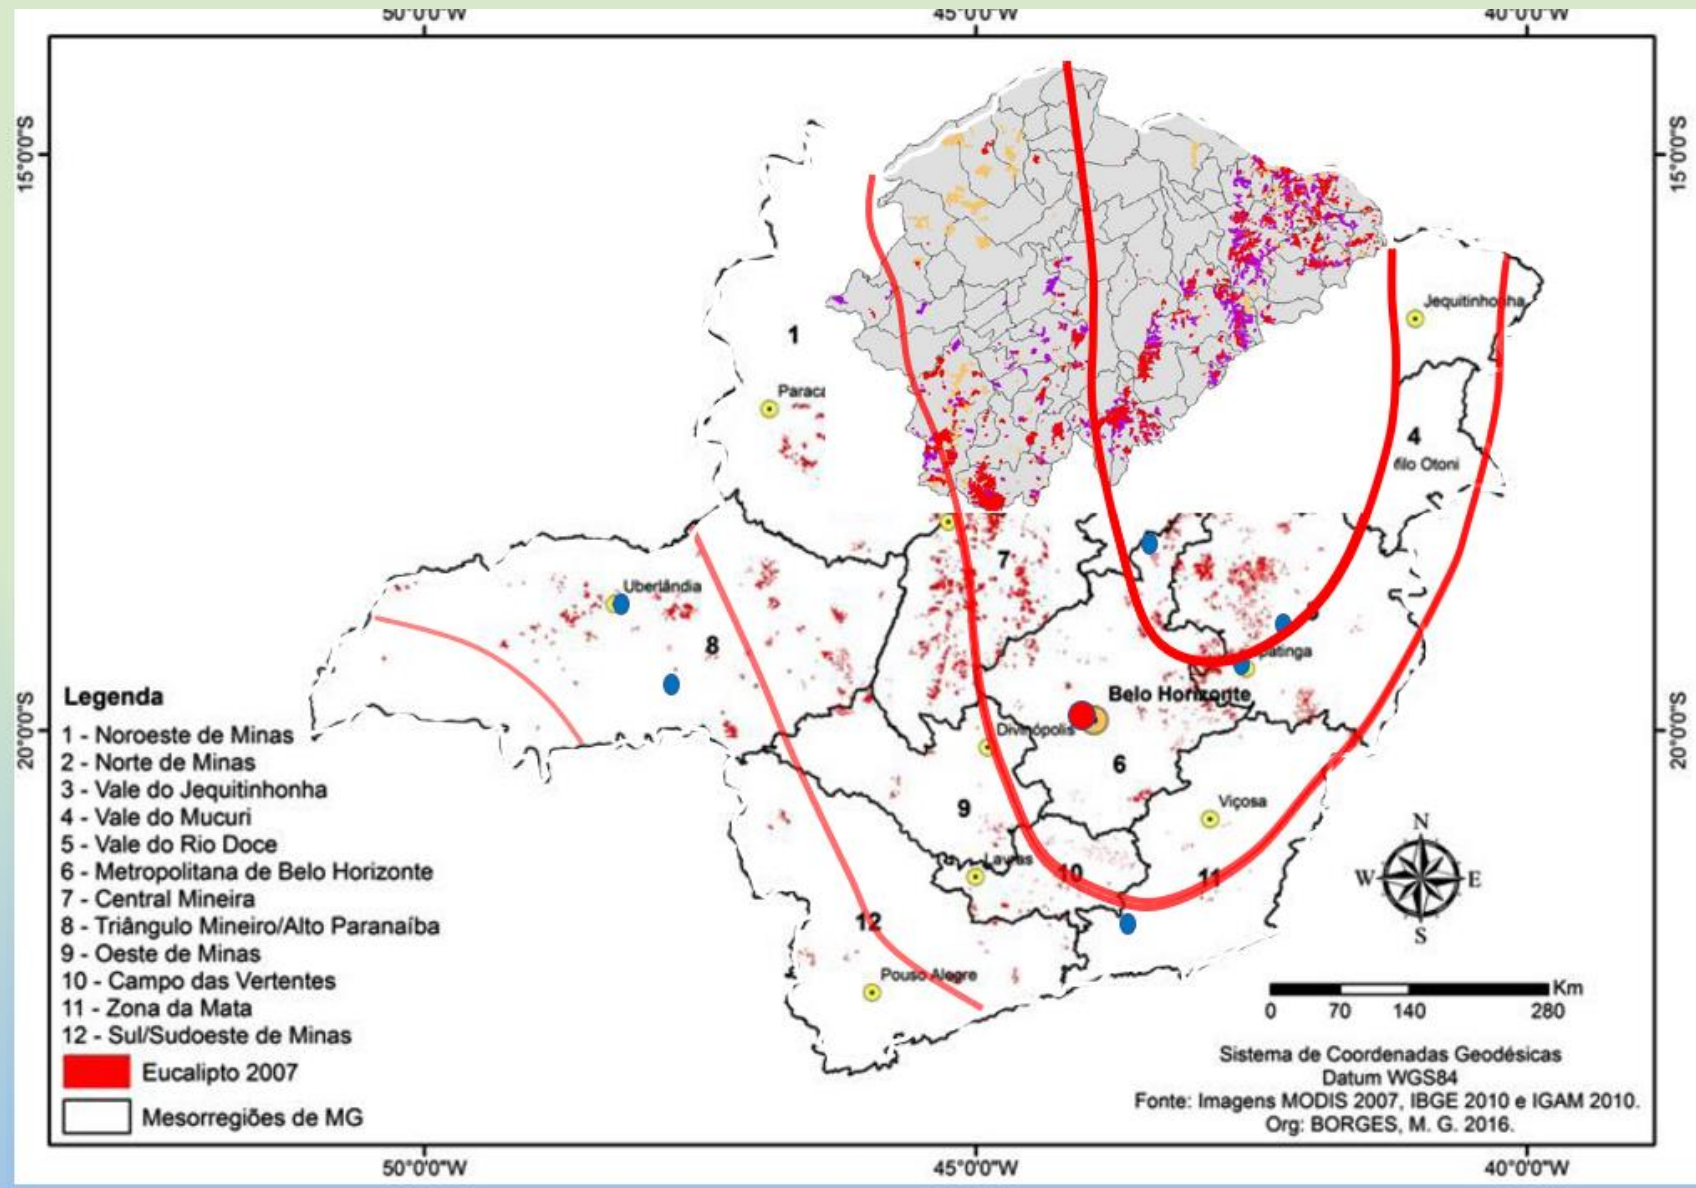 50°0'0"W 45°0'0"W 40°0'0"W
15°0'0"S 15°0'0"S
Jequitinhonha
1
4
7
Uberlândia
8
Belo Horizonte
Divinópolis
20°0'0"S 20°0'0"S
6
9
Viçosa
Lavras
10
11
12
Pouso Alegre
Legenda
1 - Noroeste de Minas
2 - Norte de Minas
3 - Vale do Jequitinhonha
4 - Vale do Mucuri
5 - Vale do Rio Doce
6 - Metropolitana de Belo Horizonte
7 - Central Mineira
8 - Triângulo Mineiro/Alto Paranaíba
9 - Oeste de Minas
10 - Campo das Vertentes
11 - Zona da Mata
12 - Sul/Sudoeste de Minas
Eucalipto 2007
Mesorregiões de MG
N
W E
S
Km
0 70 140 280
Sistema de Coordenadas Geodésicas
Datum WGS84
Fonte: Imagens MODIS 2007, IBGE 2010 e IGAM 2010.
Org: BORGES, M. G. 2016.
50°0'0"W 45°0'0"W 40°0'0"W